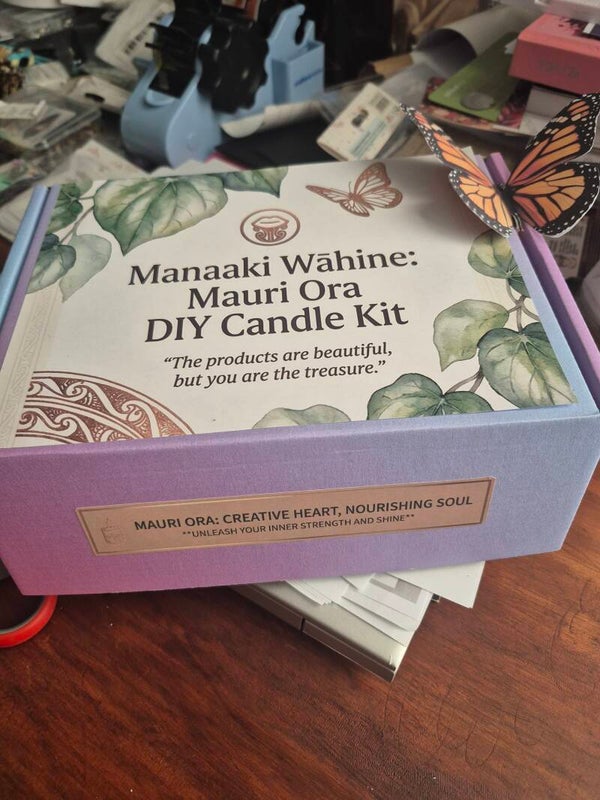 Manaaki Wāhine:
Mauri Ora
DIY Candle Kit
“The products are beautiful,
but you are the treasure.”
MAURI ORA: CREATIVE HEART, NOURISHING SOUL
**UNLEASH YOUR INNER STRENGTH AND SHINE**